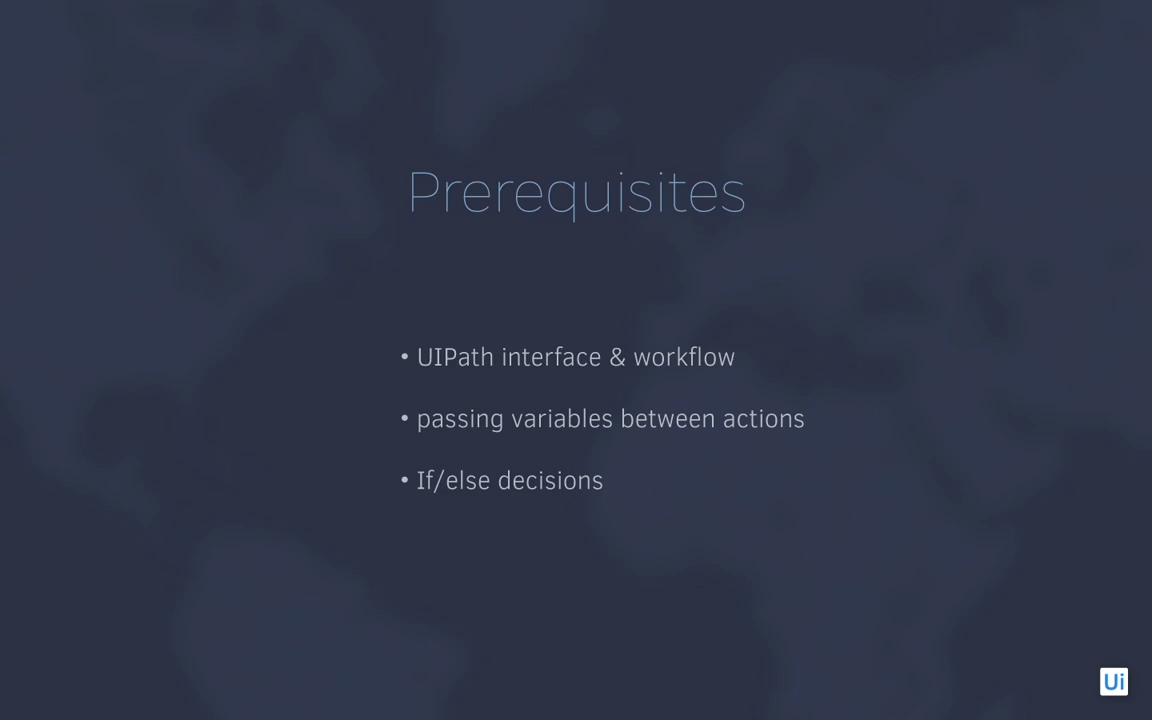 Prerequisites
• UIPath interface & workflow
• passing variables between actions
• If/else decisions
Ui